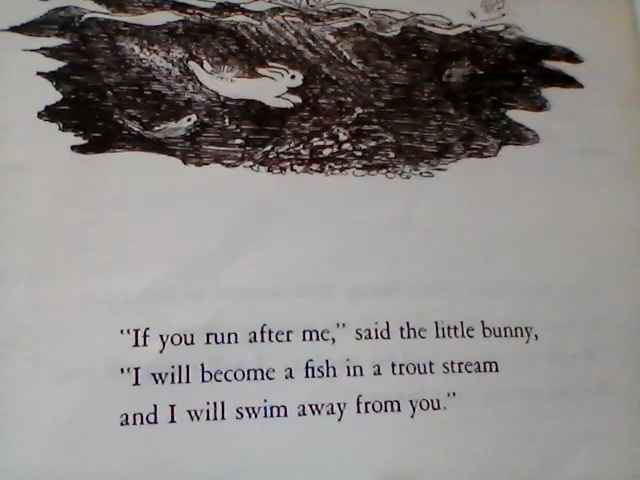 "If you run after me," said the little bunny,
"I will become a fish in a trout stream
and I will swim away from you."